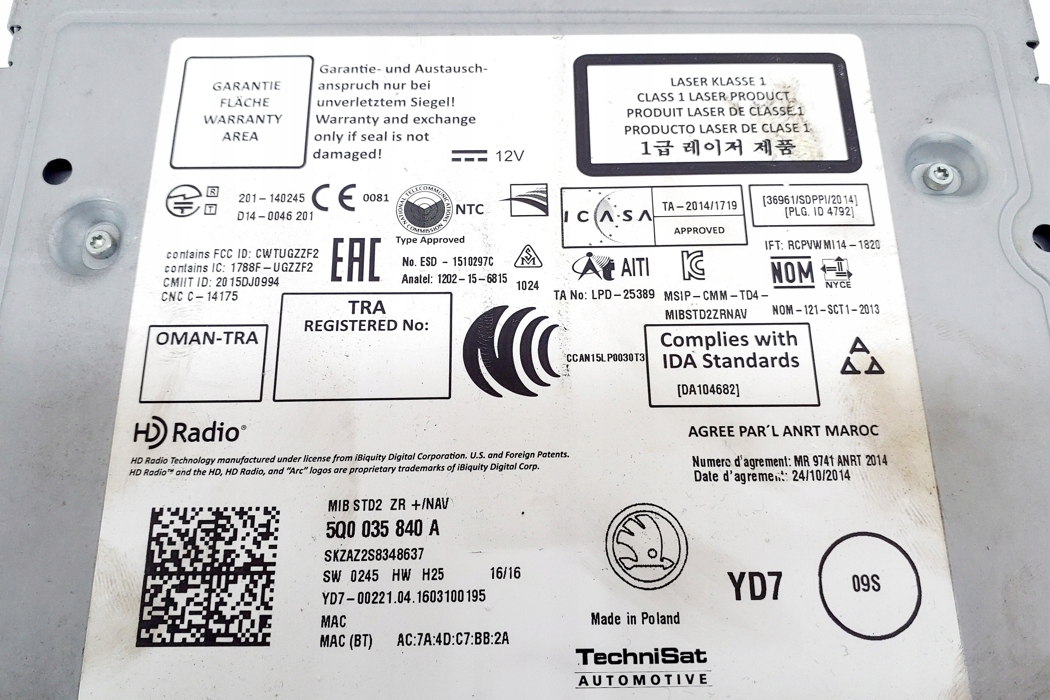 GARANTIE
FLÄCHE
WARRANTY
AREA
Garantie- und Austausch-
anspruch nur bei
unverletztem Siegel!
Warranty and exchange
only if seal is not
damaged!
12V
LASER KLASSE 1
CLASS 1 LASER PRODUCT
PRODUIT LASER DE CLASSE 1
PRODUCTO LASER DE CLASE 1
1급 레이저 제품
R 201-140245
T D14-0046 201
CE 0081
NATIONAL TELECOMMUNICATIONS COMMISSION
NTC
Type Approved
ICASA
TA-2014/1719
APPROVED
[36961/SDPPI/2014]
[PLG. ID 4792]
contains FCC ID: CWTUGZZF2
contains IC: 1788F-UGZZF2
CMIIT ID: 2015DJ0994
CNC C-14175
EAC
No. ESD - 1510297C
Anatel: 1202-15-6815
1024
AITI
TA No: LPD-25389
MSIP-CMM-TD4-
MIBSTD2ZRNAV
IFT: RCPVWMI14-1820
NOM
NYCE
NOM-121-SCT1-2013
OMAN-TRA
TRA
REGISTERED No:
CCAN15LP0030T3
Complies with
IDA Standards
[DA104682]
HD Radio®
HD Radio Technology manufactured under license from iBiquity Digital Corporation. U.S. and Foreign Patents.
HD Radio™ and the HD, HD Radio, and "Arc" logos are proprietary trademarks of iBiquity Digital Corp.
AGREE PAR´L ANRT MAROC
Numero d'agrement: MR 9741 ANRT 2014
Date d'agrement: 24/10/2014
MIB STD2 ZR +/NAV
5Q0 035 840 A
SKZAZ2S8348637
SW 0245 HW H25 16/16
YD7-00221.04.1603100195
MAC
MAC (BT) AC:7A:4D:C7:BB:2A
Made in Poland
YD7
09S
TechniSat
AUTOMOTIVE